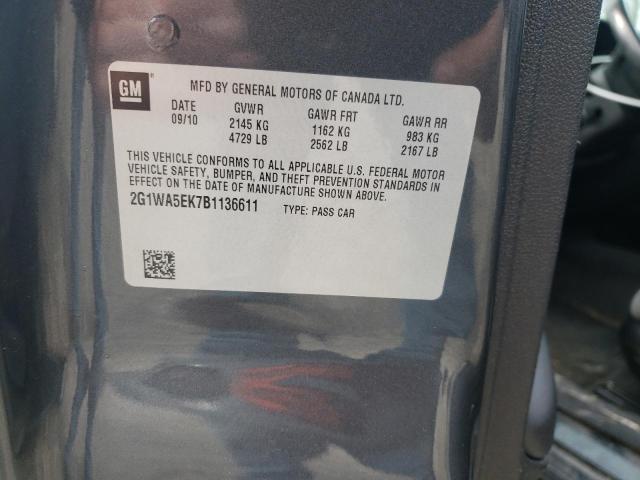 GM
MFD BY GENERAL MOTORS OF CANADA LTD.
DATE GVWR GAWR FRT GAWR RR
09/10 2145 KG 1162 KG 983 KG
4729 LB 2562 LB 2167 LB
THIS VEHICLE CONFORMS TO ALL APPLICABLE U.S. FEDERAL MOTOR
VEHICLE SAFETY, BUMPER, AND THEFT PREVENTION STANDARDS IN
EFFECT ON THE DATE OF MANUFACTURE SHOWN ABOVE.
2G1WA5EK7B1136611 TYPE: PASS CAR